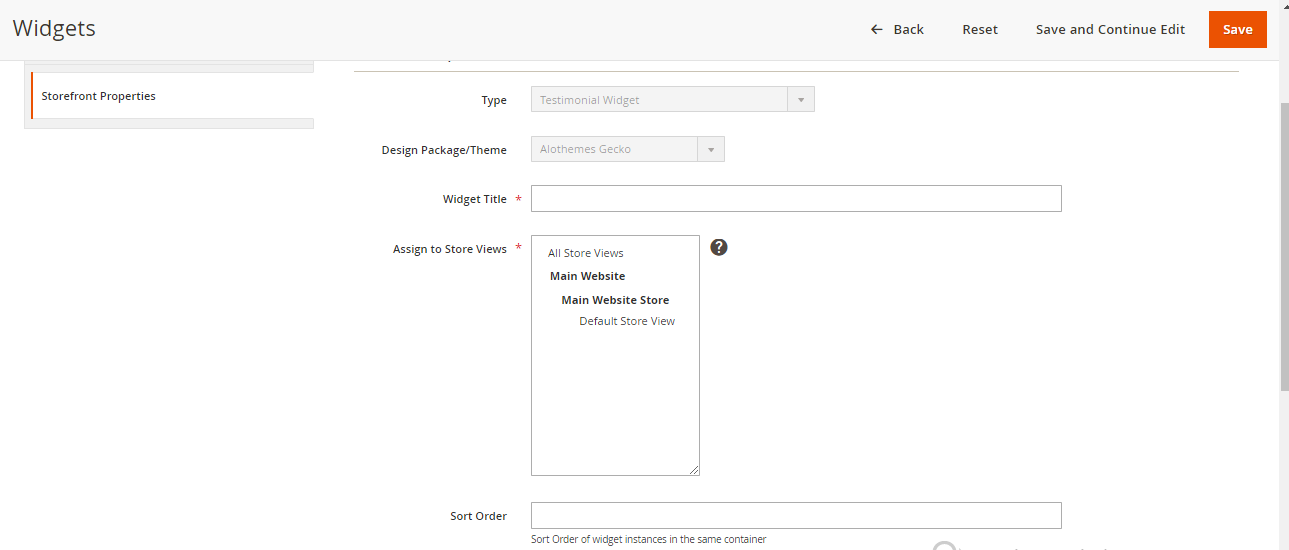 Widgets
← Back Reset Save and Continue Edit Save
Storefront Properties
Type Testimonial Widget
Design Package/Theme Alothemes Gecko
Widget Title *
Assign to Store Views * ?
All Store Views
Main Website
Main Website Store
Default Store View
Sort Order
Sort Order of widget instances in the same container